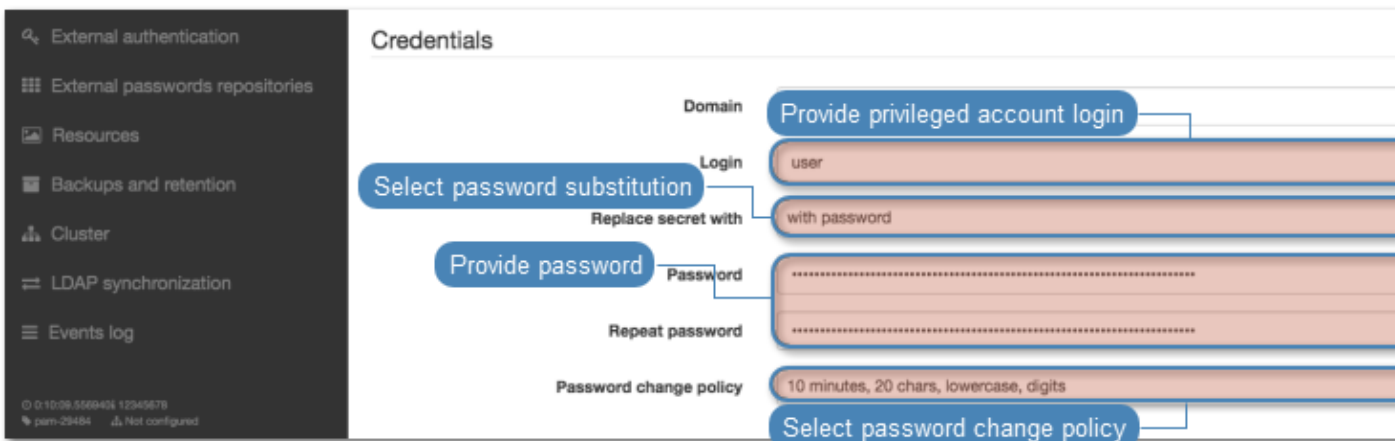 External authentication
External passwords repositories
Resources
Backups and retention
Cluster
LDAP synchronization
Events log
pam-29484 Not configured
Credentials
Domain
Provide privileged account login
Login
user
Select password substitution
Replace secret with
with password
Provide password
Password
Repeat password
Password change policy
10 minutes, 20 chars, lowercase, digits
Select password change policy